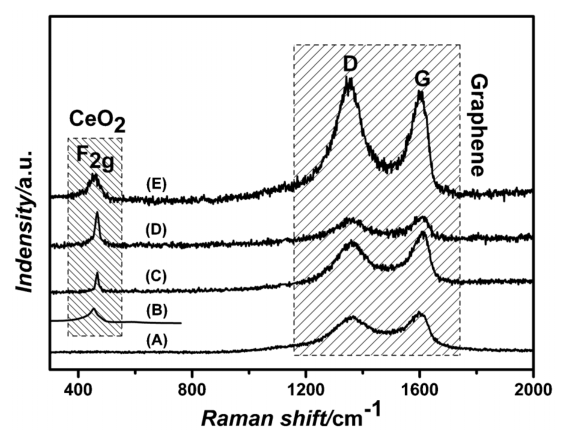 D
G
Graphene
CeO2
F2g
(E)
(D)
(C)
(B)
(A)
Indensity/a.u.
400
800
1200
1600
2000
Raman shift/cm-1